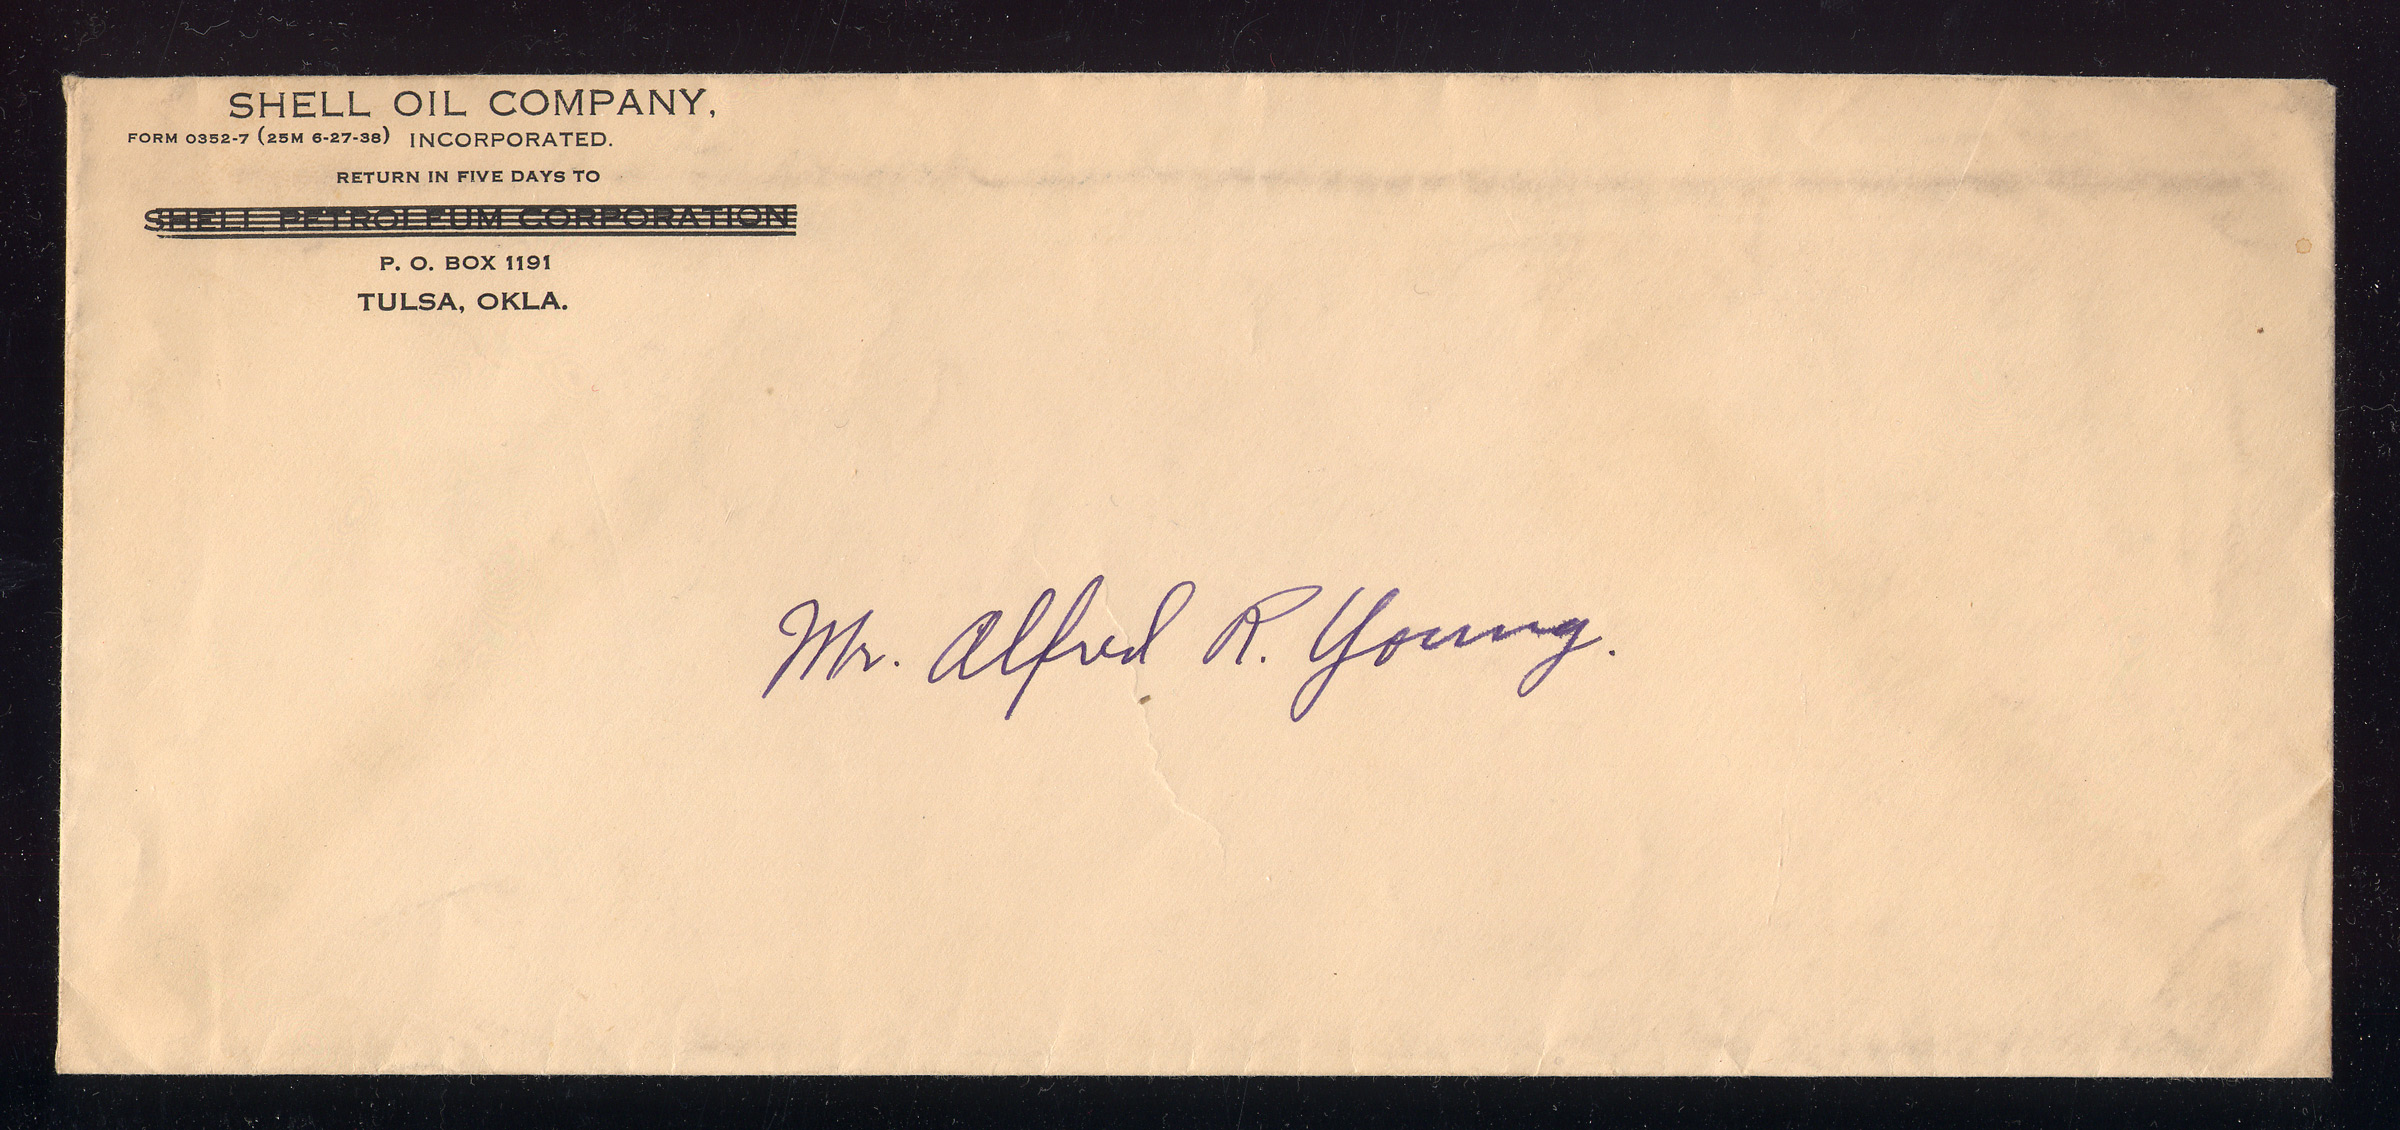 SHELL OIL COMPANY,
FORM 0352-7 (25M 6-27-38) INCORPORATED.
RETURN IN FIVE DAYS TO
SHELL PETROLEUM CORPORATION
P. O. BOX 1191
TULSA, OKLA.
Mr. Alfred R. Young.